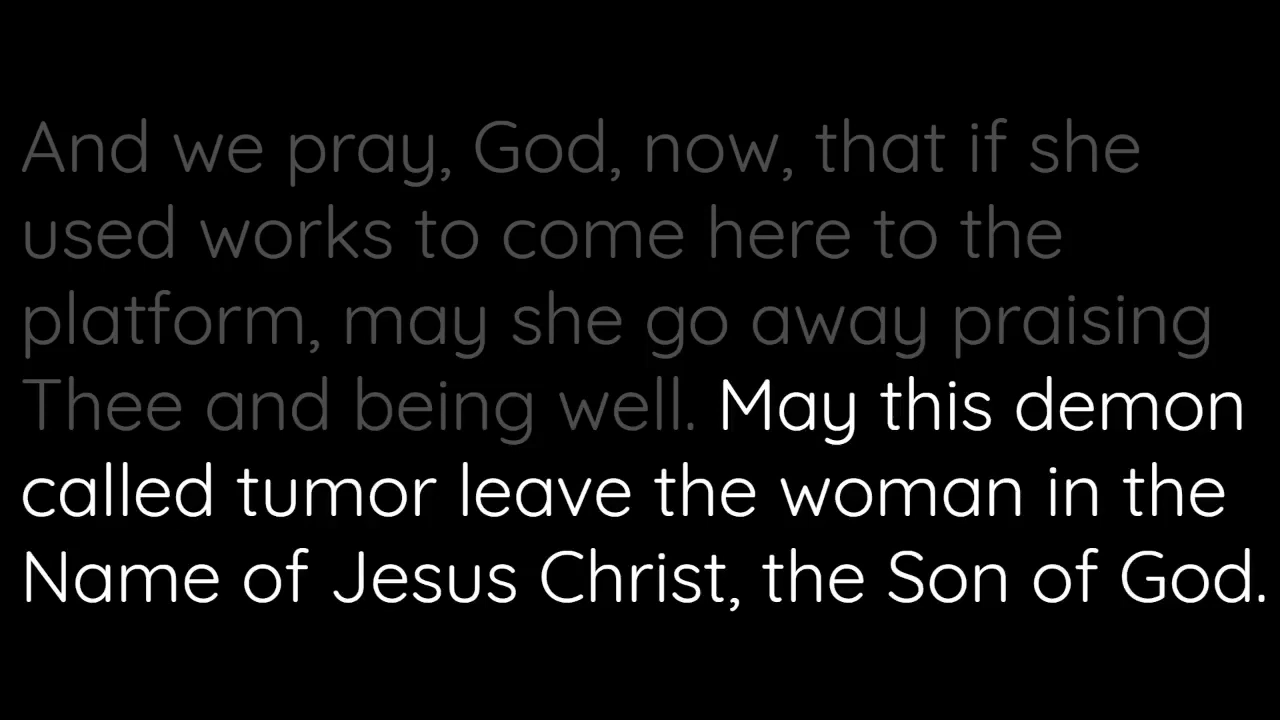 And we pray, God, now, that if she
used works to come here to the
platform, may she go away praising
Thee and being well. May this demon
called tumor leave the woman in the
Name of Jesus Christ, the Son of God.